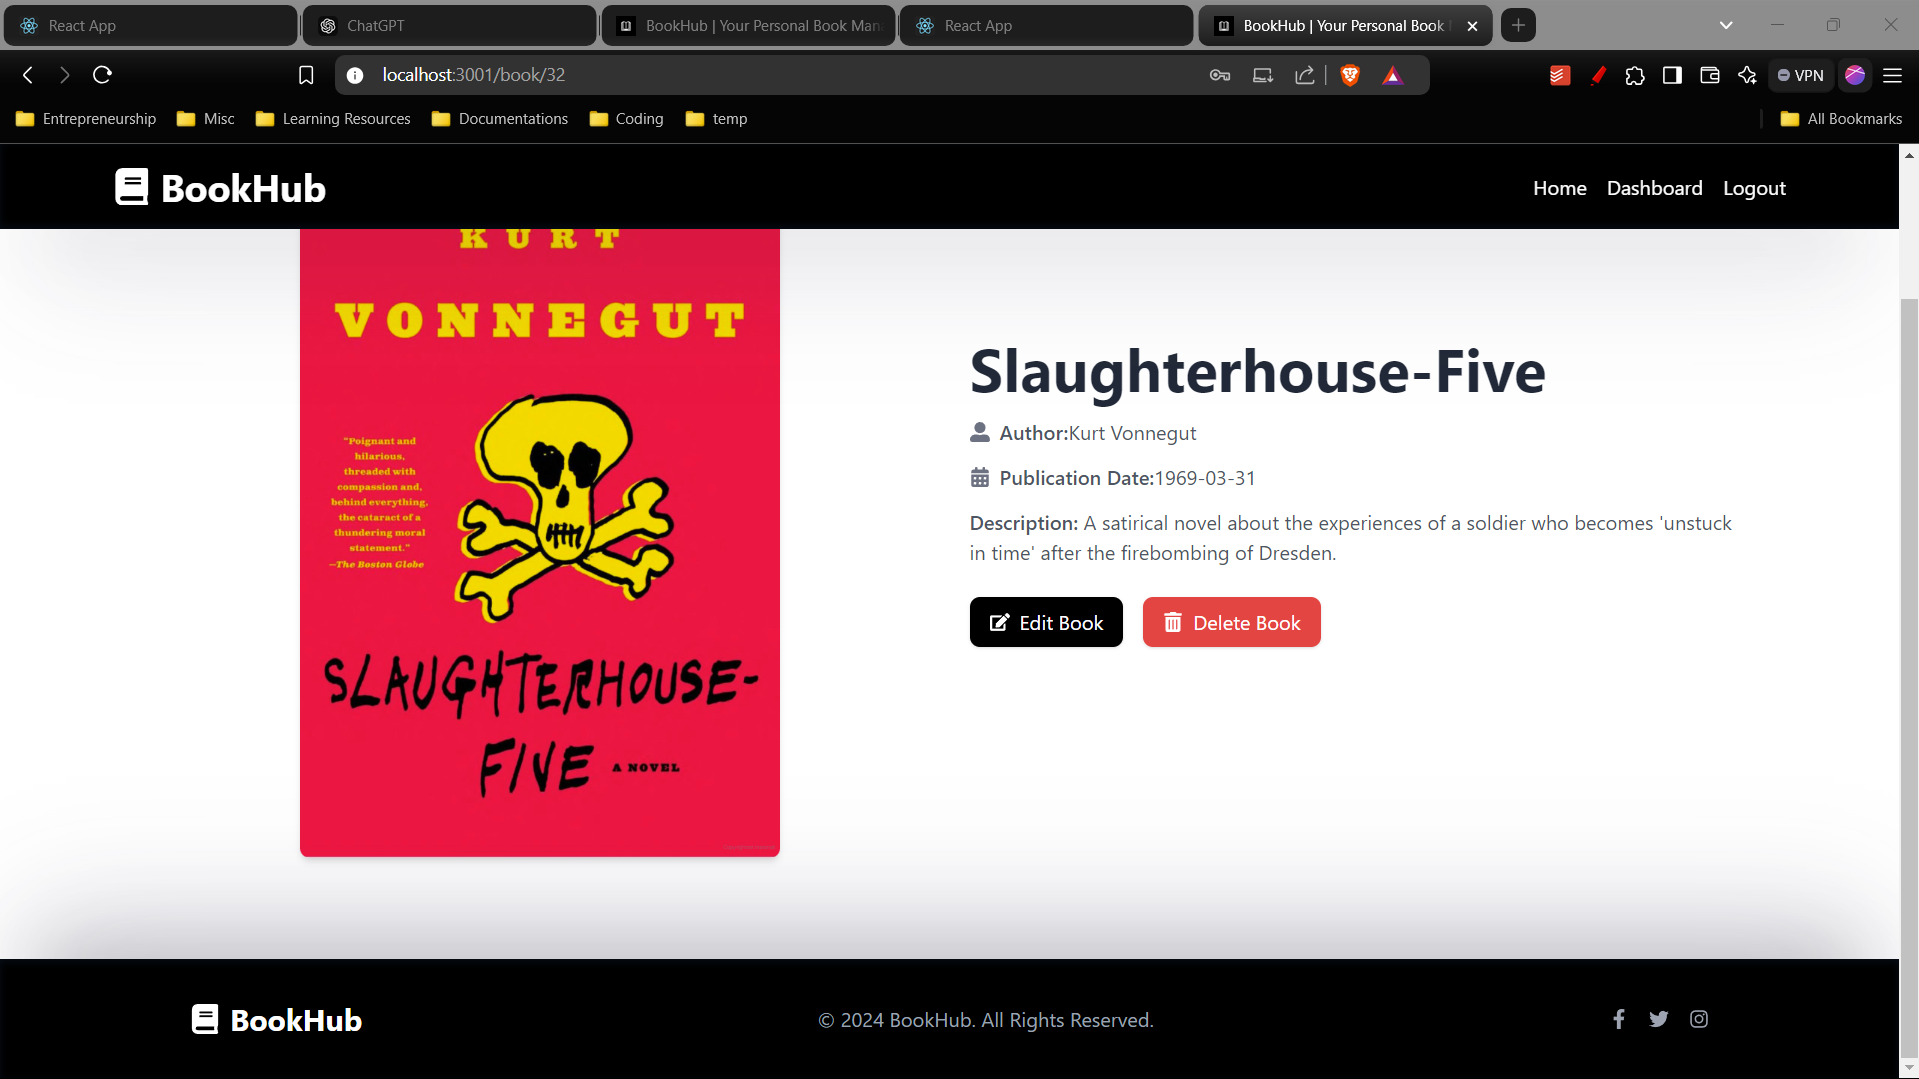 React App
ChatGPT
BookHub | Your Personal Book Man
React App
BookHub | Your Personal Book
localhost:3001/book/32
VPN
Entrepreneurship
Misc
Learning Resources
Documentations
Coding
temp
All Bookmarks
BookHub
Home
Dashboard
Logout
KURT
VONNEGUT
"Poignant and
hilarious,
threaded with
compassion and,
behind everything,
the cataract of a
thundering moral
statement."
—The Boston Globe
SLAUGHTERHOUSE-
FIVE
A NOVEL
Slaughterhouse-Five
Author:Kurt Vonnegut
Publication Date:1969-03-31
Description: A satirical novel about the experiences of a soldier who becomes 'unstuck
in time' after the firebombing of Dresden.
Edit Book
Delete Book
BookHub
© 2024 BookHub. All Rights Reserved.